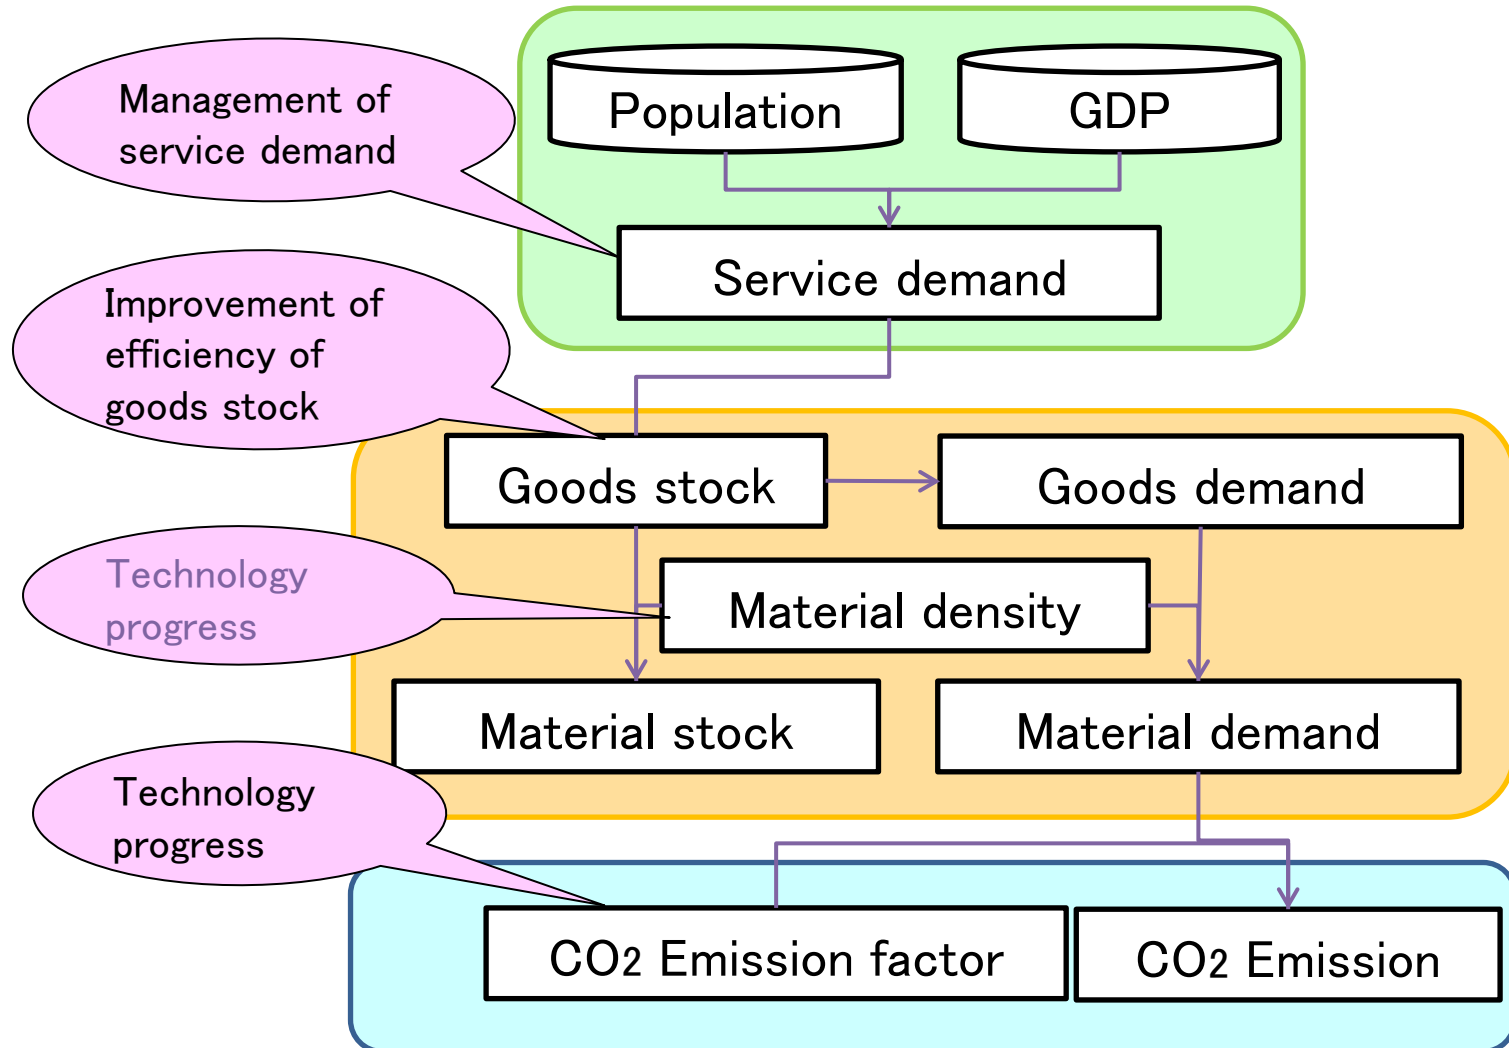 Management of
service demand
Population
GDP
Service demand
Improvement of
efficiency of
goods stock
Goods stock
Goods demand
Technology
progress
Material density
Material stock
Material demand
Technology
progress
CO2 Emission factor
CO2 Emission